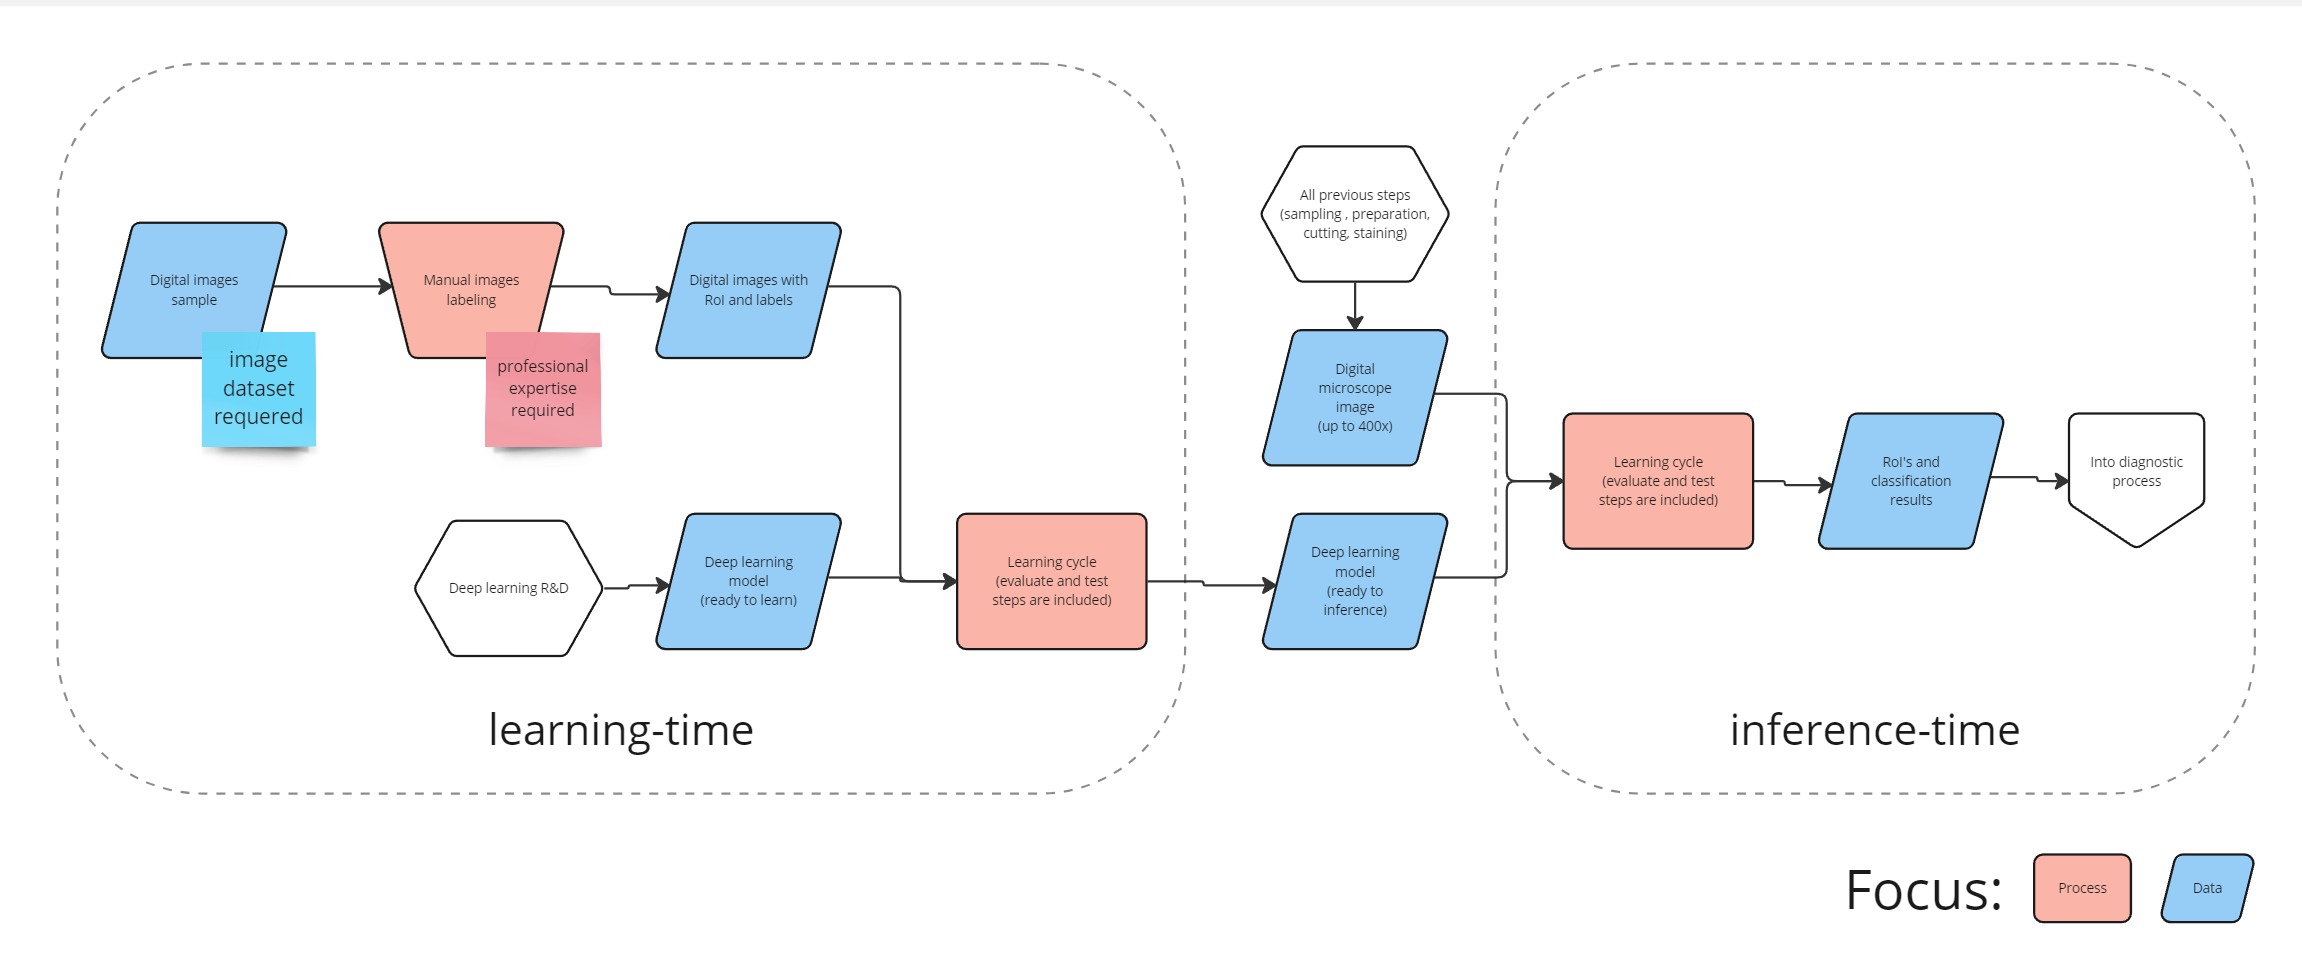 Digital images
sample
image
dataset
requered
Manual images
labeling
professional
expertise
required
Digital images with
RoI and labels
Deep learning R&D
Deep learning
model
(ready to learn)
Learning cycle
(evaluate and test
steps are included)
learning-time
All previous steps
(sampling , preparation,
cutting, staining)
Digital
microscope
image
(up to 400x)
Deep learning
model
(ready to
inference)
Learning cycle
(evaluate and test
steps are included)
RoI's and
classification
results
Into diagnostic
process
inference-time
Focus:
Process
Data